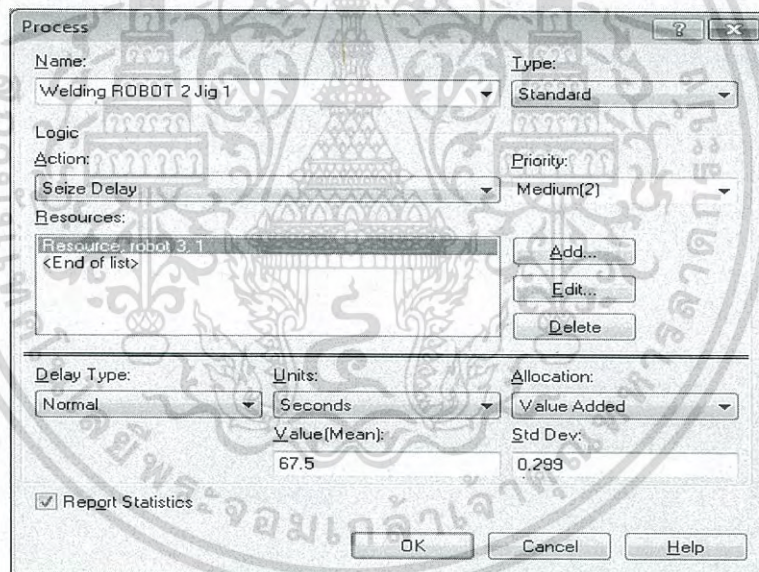 Process
Name:
Type:
Welding ROBOT 2 Jig 1
Standard
Logic
Action:
Priority:
Seize Delay
Medium(2)
Resources:
Resource, robot 3, 1
<End of list>
Add...
Edit...
Delete
Delay Type:
Units:
Allocation:
Normal
Seconds
Value Added
Value(Mean):
Std Dev:
67.5
0.299
Report Statistics
OK
Cancel
Help